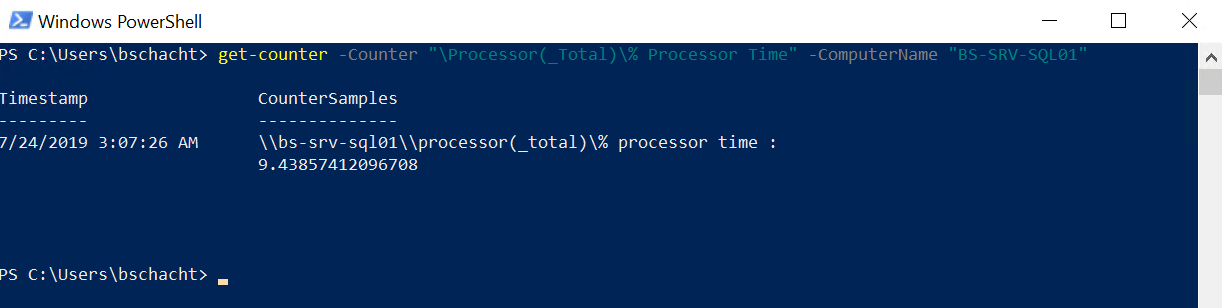 Windows PowerShell
PS C:\Users\bschacht> get-counter -Counter "\Processor(_Total)\% Processor Time" -ComputerName "BS-SRV-SQL01"
Timestamp CounterSamples
--------- --------------
7/24/2019 3:07:26 AM \\bs-srv-sql01\\processor(_total)\% processor time :
9.43857412096708
PS C:\Users\bschacht>